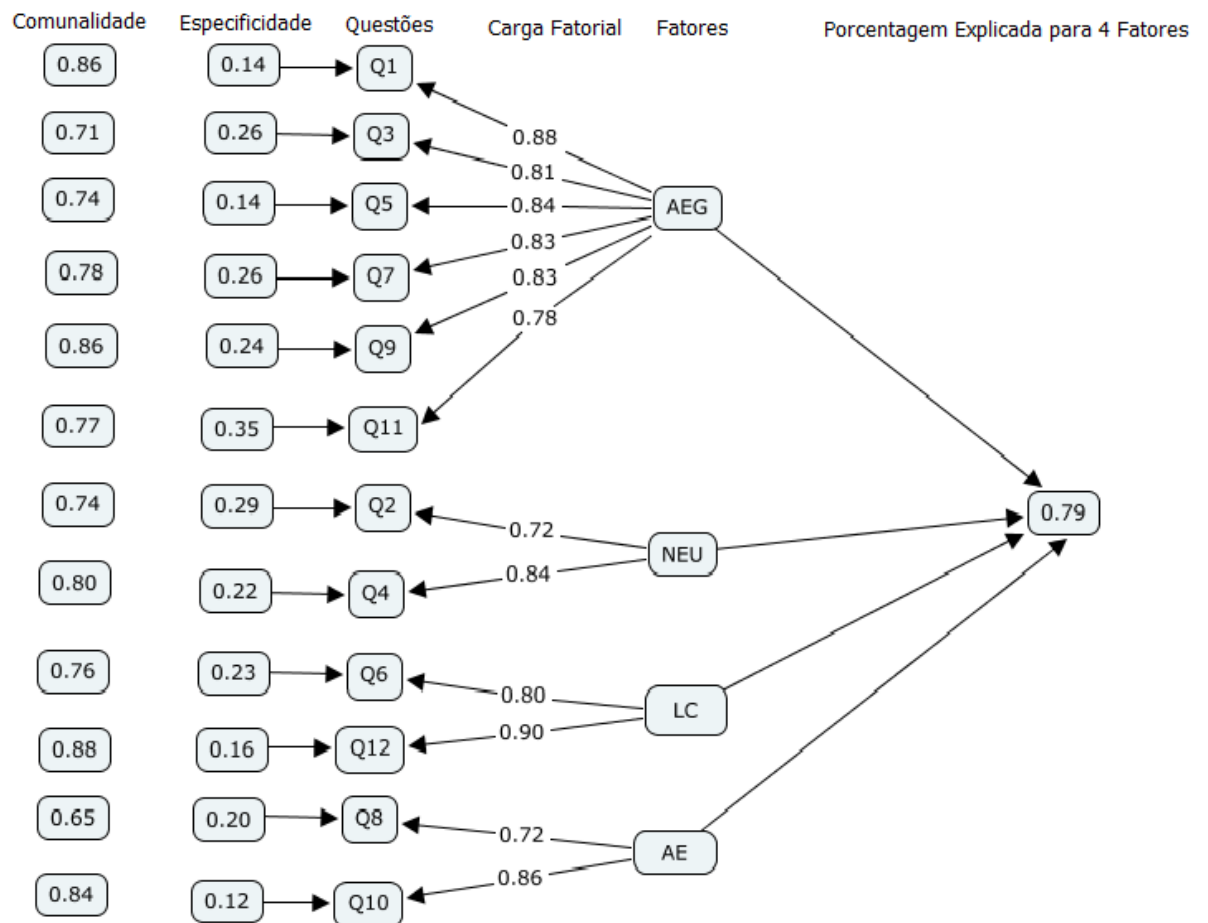 Comunalidade Especificidade Questões Carga Fatorial Fatores Porcentagem Explicada para 4 Fatores
0.86 0.14 Q1
0.88
0.71 0.26 Q3
0.81
0.74 0.14 Q5 0.84 AEG
0.83
0.78 0.26 Q7 0.83
0.78
0.86 0.24 Q9
0.77 0.35 Q11
0.74 0.29 Q2 0.79
0.72
NEU
0.84
0.80 0.22 Q4
0.76 0.23 Q6
0.80
LC
0.90
0.88 0.16 Q12
0.65 0.20 Q8
0.72
AE
0.86
0.84 0.12 Q10